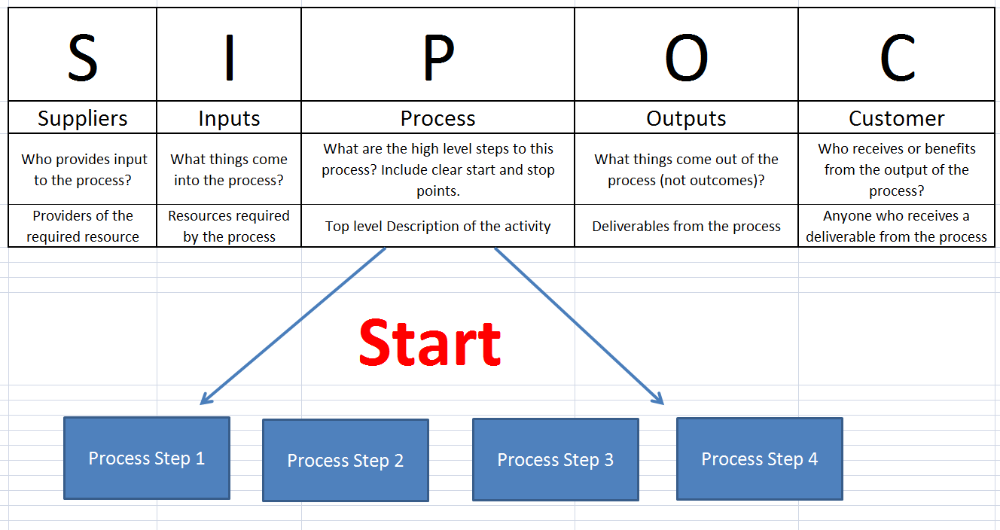 S I P O C
Suppliers Inputs Process Outputs Customer
Who provides input
to the process?
What things come
into the process?
What are the high level steps to this
process? Include clear start and stop
points.
What things come out of the
process (not outcomes)?
Who receives or benefits
from the output of the
process?
Providers of the
required resource
Resources required
by the process
Top level Description of the activity
Deliverables from the process
Anyone who receives a
deliverable from the process
Start
Process Step 1
Process Step 2
Process Step 3
Process Step 4